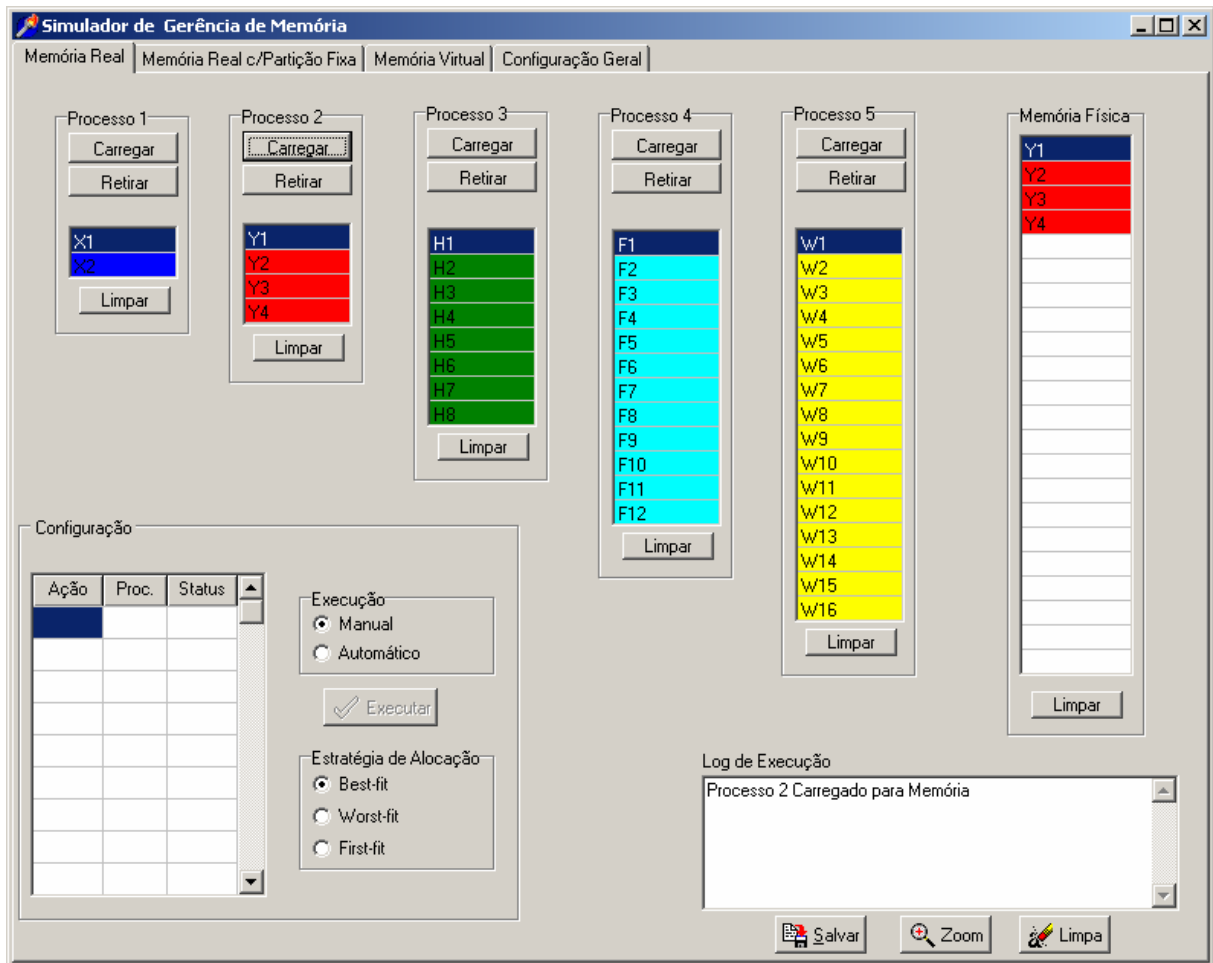 Simulador de Gerência de Memória
Memória Real
Memória Real c/Partição Fixa
Memória Virtual
Configuração Geral
Processo 1
Carregar
Retirar
X1
X2
Limpar
Processo 2
Carregar
Retirar
Y1
Y2
Y3
Y4
Limpar
Processo 3
Carregar
Retirar
H1
H2
H3
H4
H5
H6
H7
H8
Limpar
Processo 4
Carregar
Retirar
F1
F2
F3
F4
F5
F6
F7
F8
F9
F10
F11
F12
Limpar
Processo 5
Carregar
Retirar
W1
W2
W3
W4
W5
W6
W7
W8
W9
W10
W11
W12
W13
W14
W15
W16
Limpar
Memória Física
Y1
Y2
Y3
Y4
Limpar
Configuração
Ação Proc. Status
Execução
Manual
Automático
Executar
Estratégia de Alocação
Best-fit
Worst-fit
First-fit
Log de Execução
Processo 2 Carregado para Memória
Salvar
Zoom
Limpa